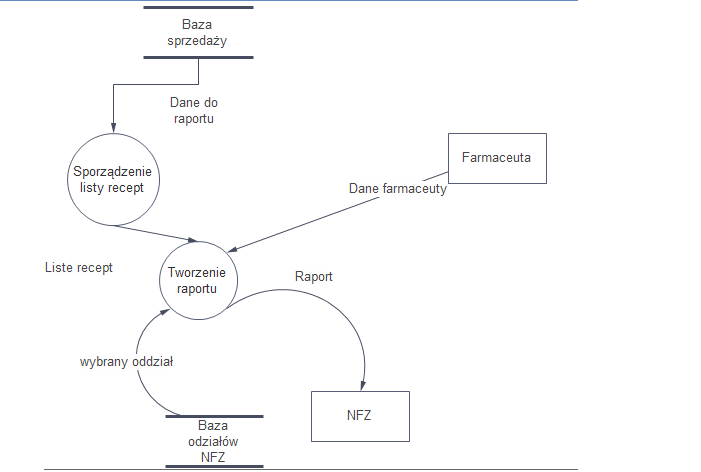 Baza
sprzedaży
Dane do
raportu
Sporządzenie
listy recept
Farmaceuta
Dane farmaceuty
Liste recept
Tworzenie
raportu
Raport
wybrany oddział
NFZ
Baza
odziałów
NFZ